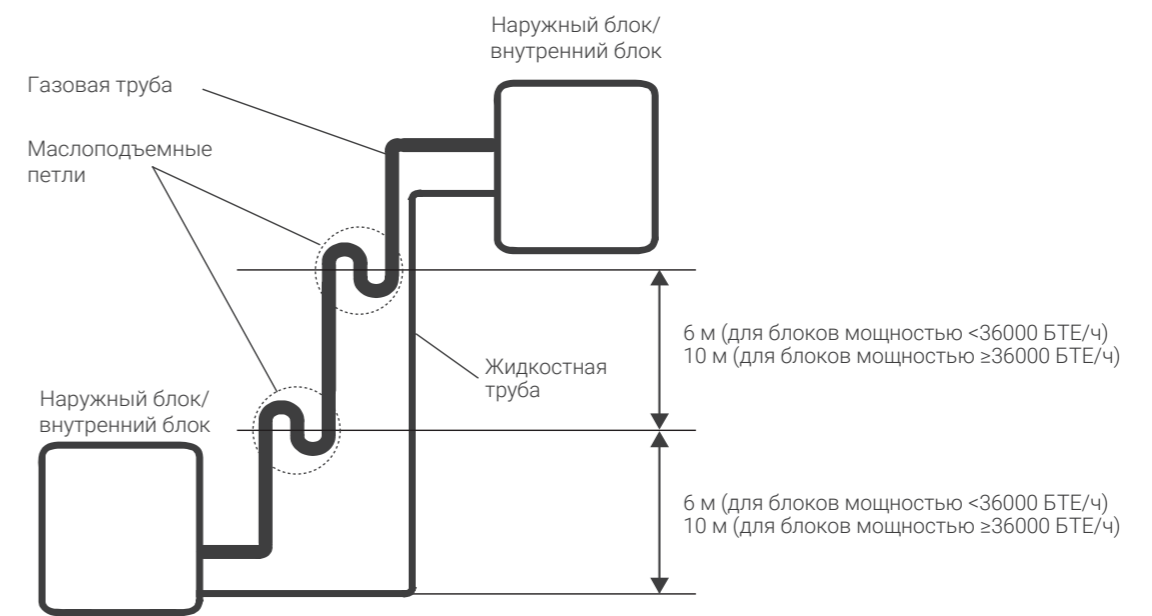 Наружный блок/
внутренний блок
Газовая труба
Маслоподъемные
петли
6 м (для блоков мощностью <36000 БТЕ/ч)
10 м (для блоков мощностью ≥36000 БТЕ/ч)
Жидкостная
труба
Наружный блок/
внутренний блок
6 м (для блоков мощностью <36000 БТЕ/ч)
10 м (для блоков мощностью ≥36000 БТЕ/ч)